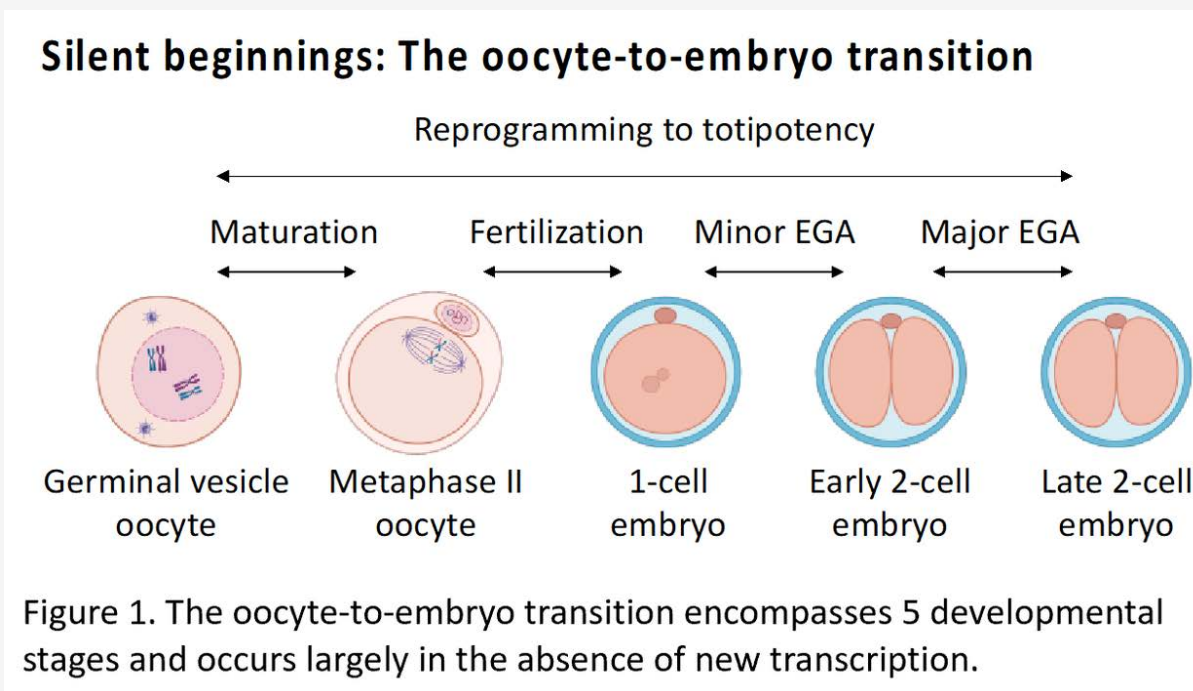 Silent beginnings: The oocyte-to-embryo transition
Reprogramming to totipotency
Maturation
Fertilization
Minor EGA
Major EGA
Germinal vesicle
oocyte
Metaphase II
oocyte
1-cell
embryo
Early 2-cell
embryo
Late 2-cell
embryo
Figure 1. The oocyte-to-embryo transition encompasses 5 developmental
stages and occurs largely in the absence of new transcription.